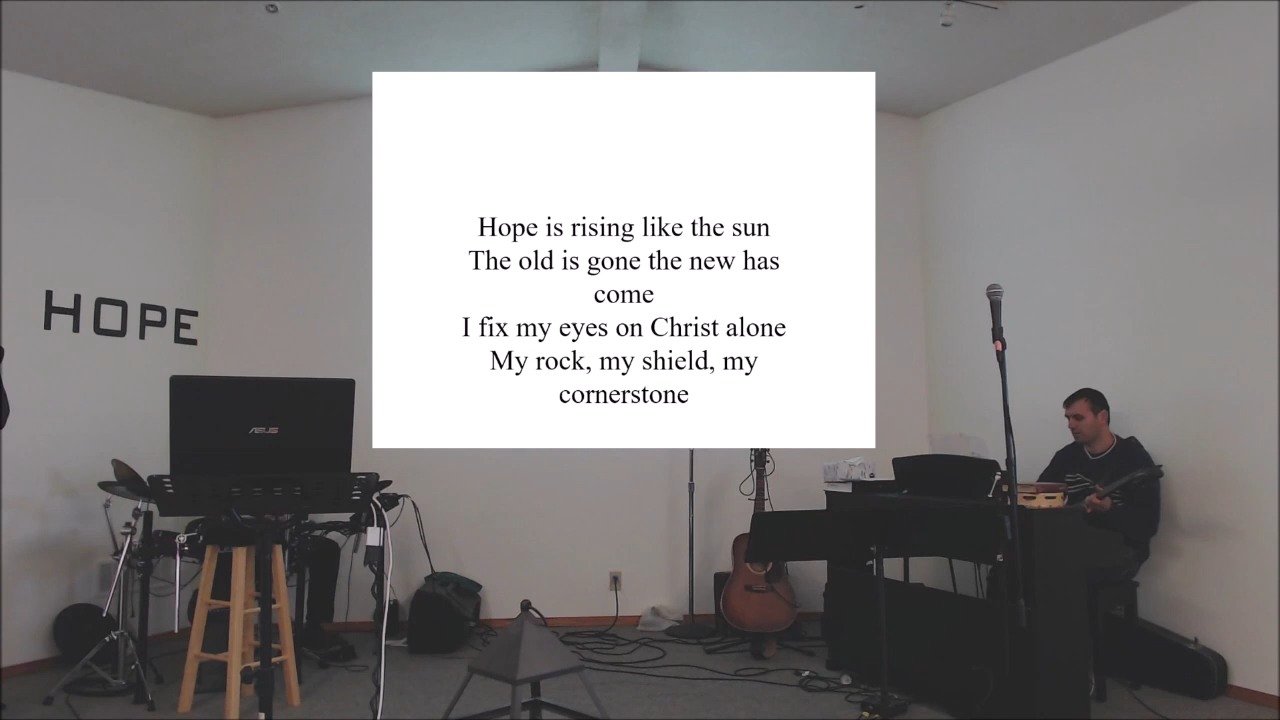 Hope is rising like the sun
The old is gone the new has
come
I fix my eyes on Christ alone
My rock, my shield, my
cornerstone
HOPE
ASUS